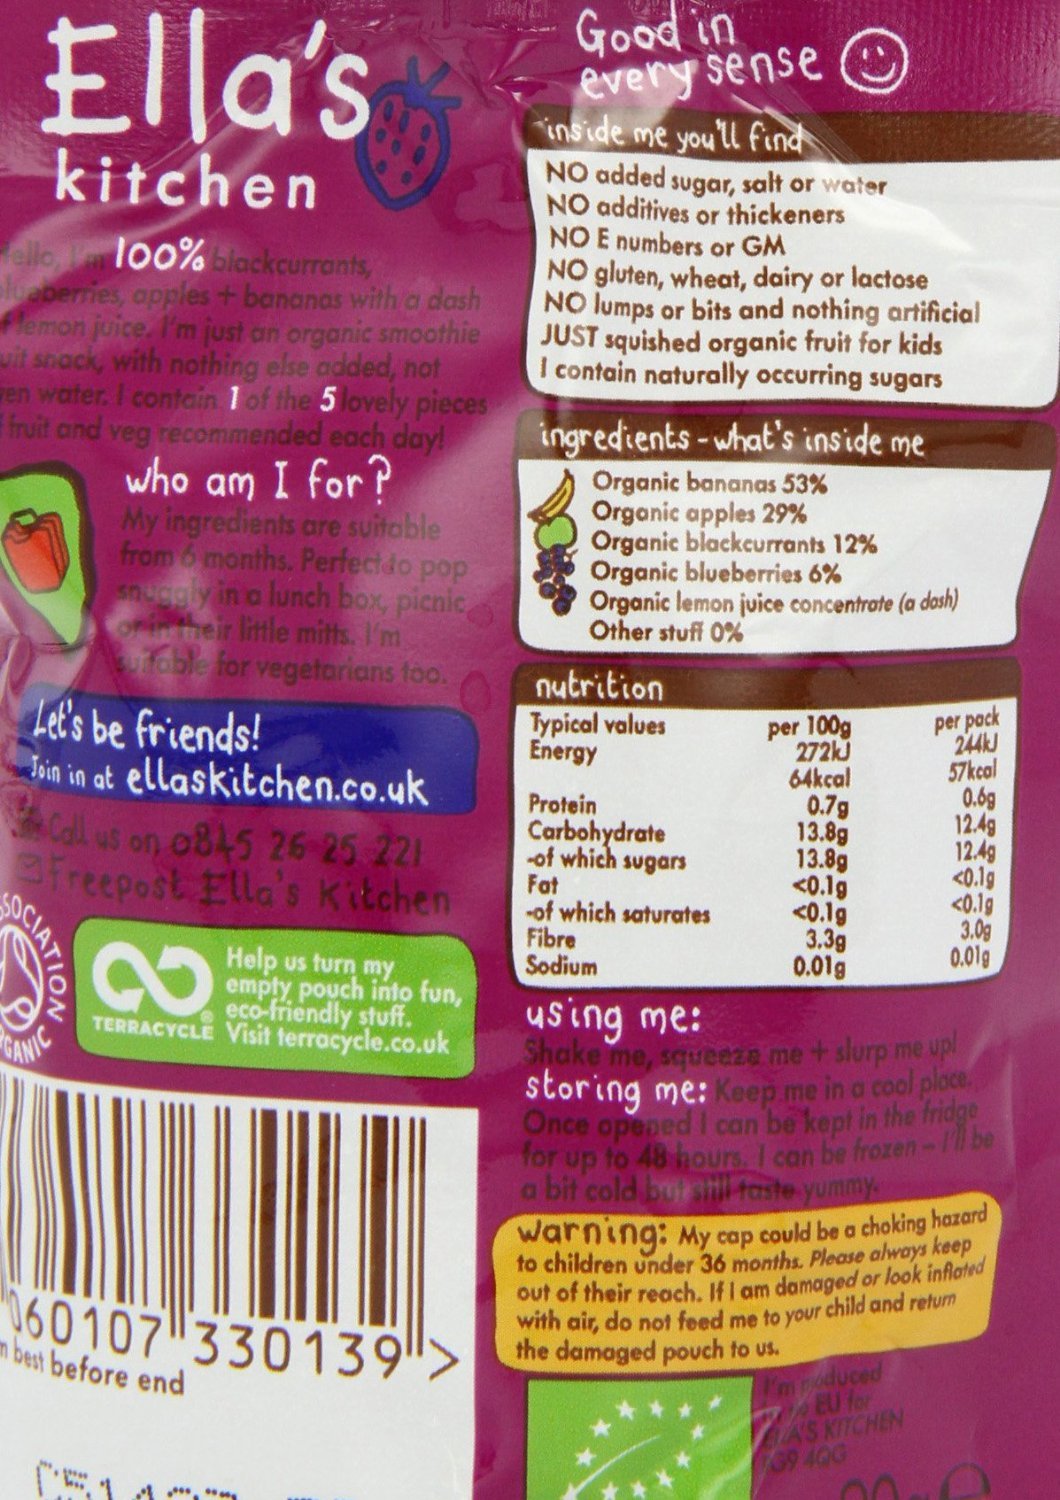 Ella's
kitchen
Good in
every sense
Hello, I'm 100% blackcurrants,
blueberries, apples + bananas with a dash
of lemon juice. I'm just an organic smoothie
fruit snack, with nothing else added, not
even water. I contain 1 of the 5 lovely pieces
of fruit and veg recommended each day!
who am I for?
My ingredients are suitable
from 6 months. Perfect to pop
snuggly in a lunch box, picnic
or in their little mitts. I'm
suitable for vegetarians too.
Let's be friends!
Join in at ellaskitchen.co.uk
Call us on 0845 26 25 221
Freepost Ella's Kitchen
ASSOCIATION
ORGANIC
TERRACYCLE®
Help us turn my
empty pouch into fun,
eco-friendly stuff.
Visit terracycle.co.uk
060107 330139 >
best before end
inside me you'll find
NO added sugar, salt or water
NO additives or thickeners
NO E numbers or GM
NO gluten, wheat, dairy or lactose
NO lumps or bits and nothing artificial
JUST squished organic fruit for kids
I contain naturally occurring sugars
ingredients - what's inside me
Organic bananas 53%
Organic apples 29%
Organic blackcurrants 12%
Organic blueberries 6%
Organic lemon juice concentrate (a dash)
Other stuff 0%
nutrition
Typical values per 100g per pack
Energy 272kJ 244kJ
64kcal 57kcal
Protein 0.7g 0.6g
Carbohydrate 13.8g 12.4g
-of which sugars 13.8g 12.4g
Fat <0.1g <0.1g
-of which saturates <0.1g <0.1g
Fibre 3.3g 3.0g
Sodium 0.01g 0.01g
using me:
Shake me, squeeze me + slurp me up!
storing me: Keep me in a cool place.
Once opened I can be kept in the fridge
for up to 48 hours. I can be frozen - I'll be
a bit cold but still taste yummy.
warning: My cap could be a choking hazard
to children under 36 months. Please always keep
out of their reach. If I am damaged or look inflated
with air, do not feed me to your child and return
the damaged pouch to us.
I'm produced
in the EU for
ELLA'S KITCHEN
RG9 4QG